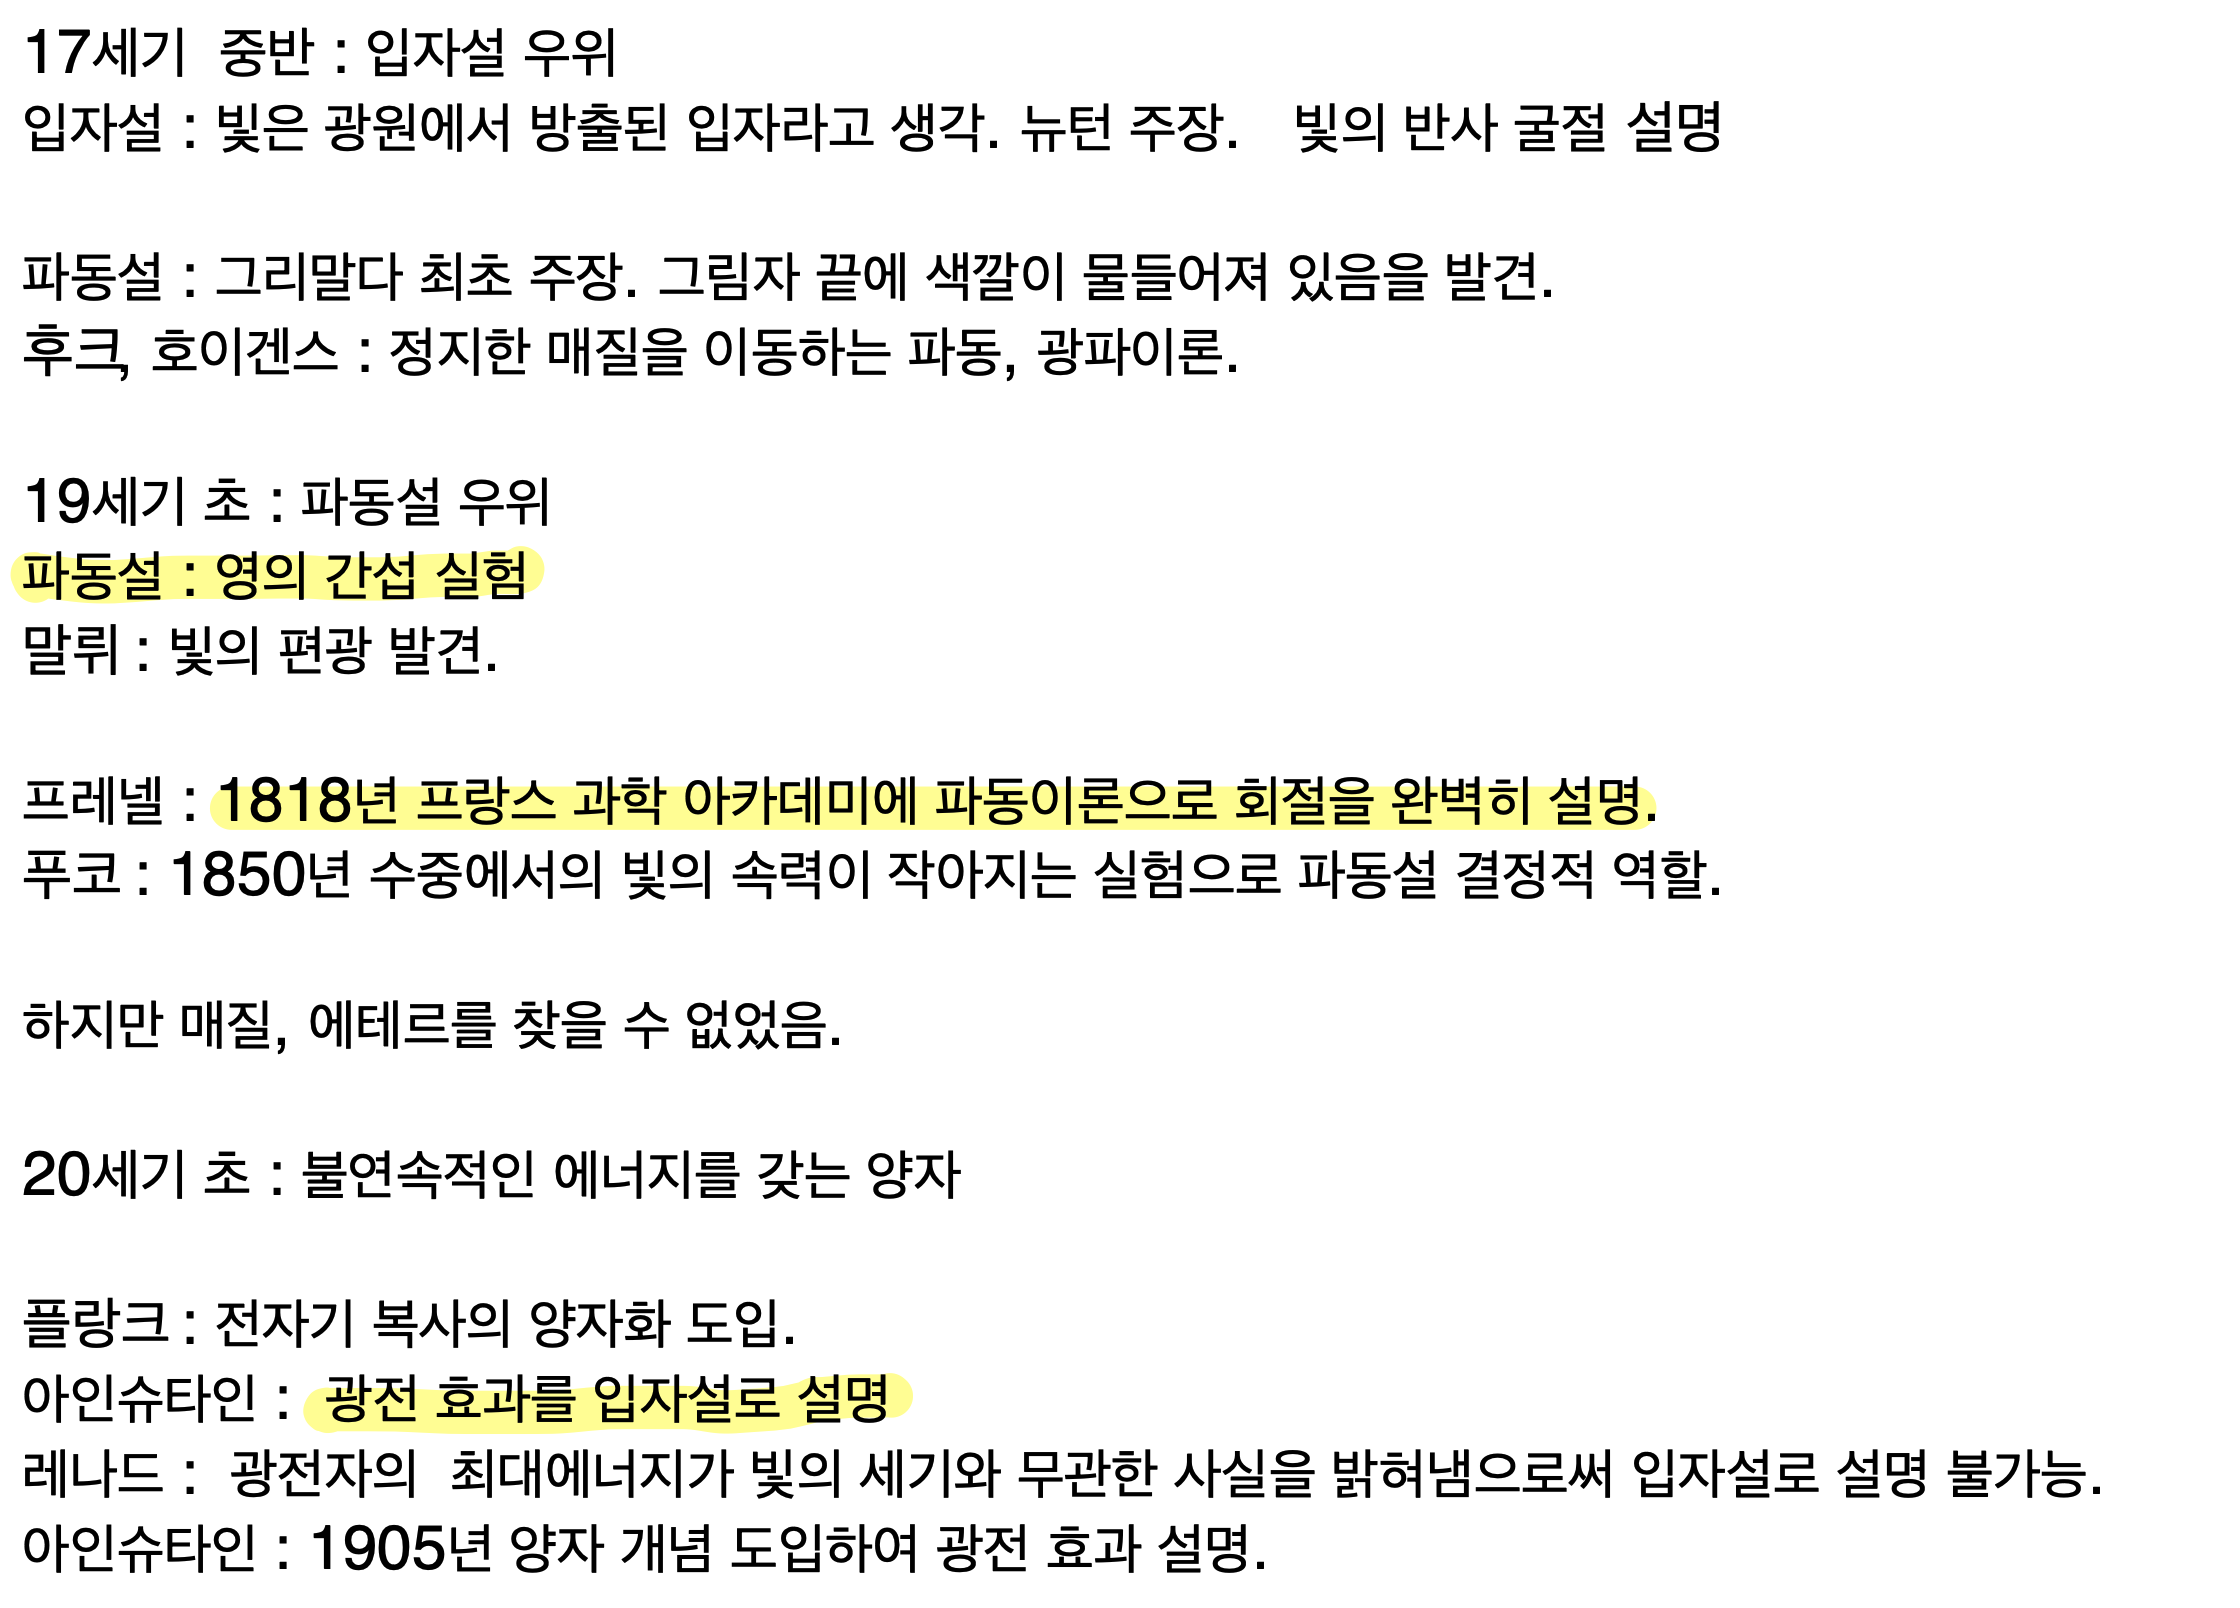 17세기  중반 : 입자설 우위
입자설 : 빛은 광원에서 방출된 입자라고 생각. 뉴턴 주장.   빛의 반사 굴절 설명
파동설 : 그리말다 최초 주장. 그림자 끝에 색깔이 물들어져 있음을 발견.
후크, 호이겐스 : 정지한 매질을 이동하는 파동, 광파이론.
19세기 초 : 파동설 우위
파동설 : 영의 간섭 실험
말뤼 : 빛의 편광 발견.
프레넬 : 1818년 프랑스 과학 아카데미에 파동이론으로 회절을 완벽히 설명.
푸코 : 1850년 수중에서의 빛의 속력이 작아지는 실험으로 파동설 결정적 역할.
하지만 매질, 에테르를 찾을 수 없었음.
20세기 초 : 불연속적인 에너지를 갖는 양자
플랑크 : 전자기 복사의 양자화 도입.
아인슈타인 :  광전 효과를 입자설로 설명
레나드 :  광전자의  최대에너지가 빛의 세기와 무관한 사실을 밝혀냄으로써 입자설로 설명 불가능.
아인슈타인 : 1905년 양자 개념 도입하여 광전 효과 설명.